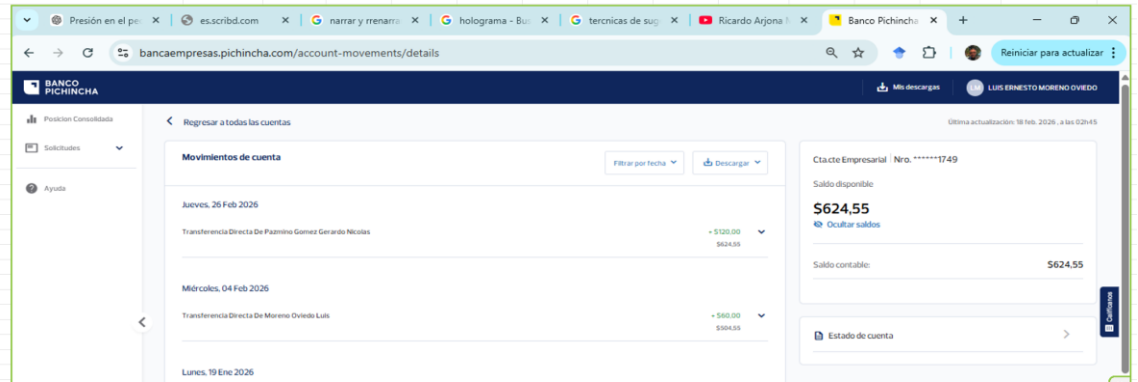 Presión en el pe
es.scribd.com
narrar y rrenarra
holograma - Bus
tercnicas de sug
Ricardo Arjona
Banco Pichincha
bancaempresas.pichincha.com/account-movements/details
Reiniciar para actualizar
BANCO
PICHINCHA
Mis descargas
LM
LUIS ERNESTO MORENO OVIEDO
Posicion Consolidada
Solicitudes
Ayuda
Regresar a todas las cuentas
Última actualización: 18 feb. 2026 , a las 02h45
Movimientos de cuenta
Filtrar por fecha
Descargar
Jueves, 26 Feb 2026
Transferencia Directa De Pazmino Gomez Gerardo Nicolas
+ $120,00
$624,55
Miércoles, 04 Feb 2026
Transferencia Directa De Moreno Oviedo Luis
+ $60,00
$504,55
Lunes, 19 Ene 2026
Cta.cte Empresarial Nro. ******1749
Saldo disponible
$624,55
Ocultar saldos
Saldo contable: $624,55
Estado de cuenta
Califícanos